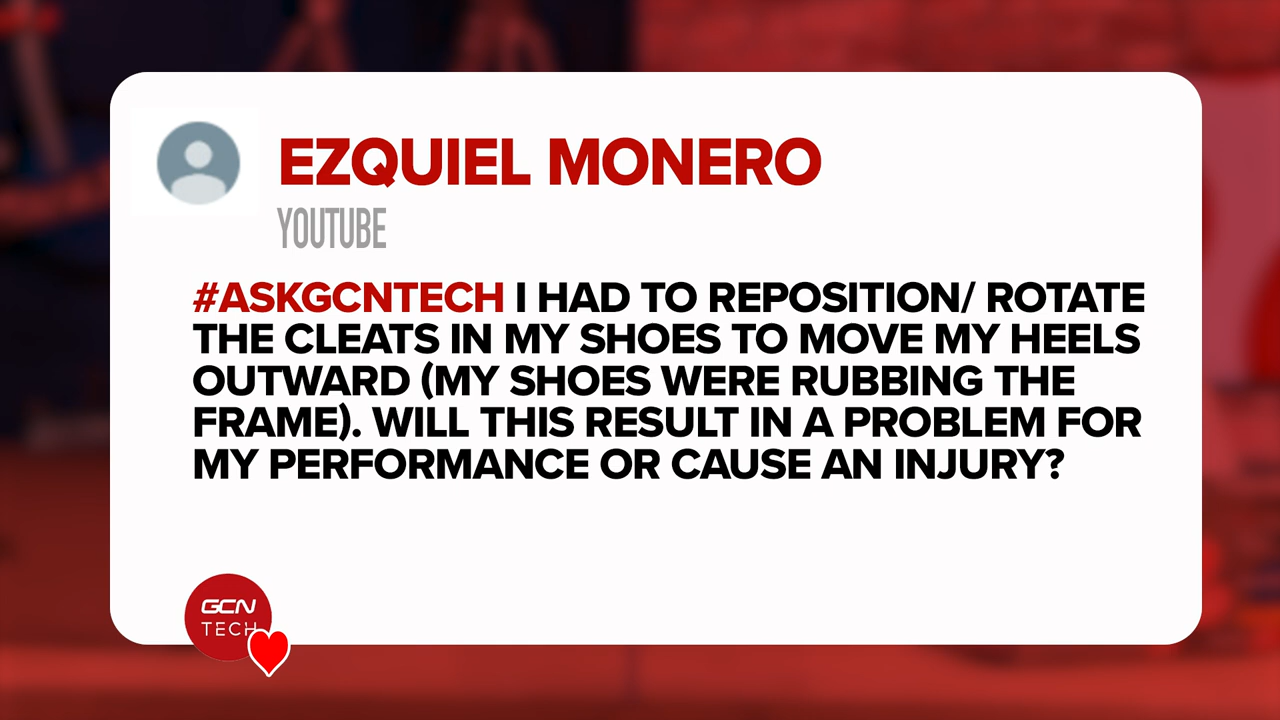 EZQUIEL MONERO
YOUTUBE
#ASKGCNTECH I HAD TO REPOSITION/ ROTATE
THE CLEATS IN MY SHOES TO MOVE MY HEELS
OUTWARD (MY SHOES WERE RUBBING THE
FRAME). WILL THIS RESULT IN A PROBLEM FOR
MY PERFORMANCE OR CAUSE AN INJURY?
GCN
TECH